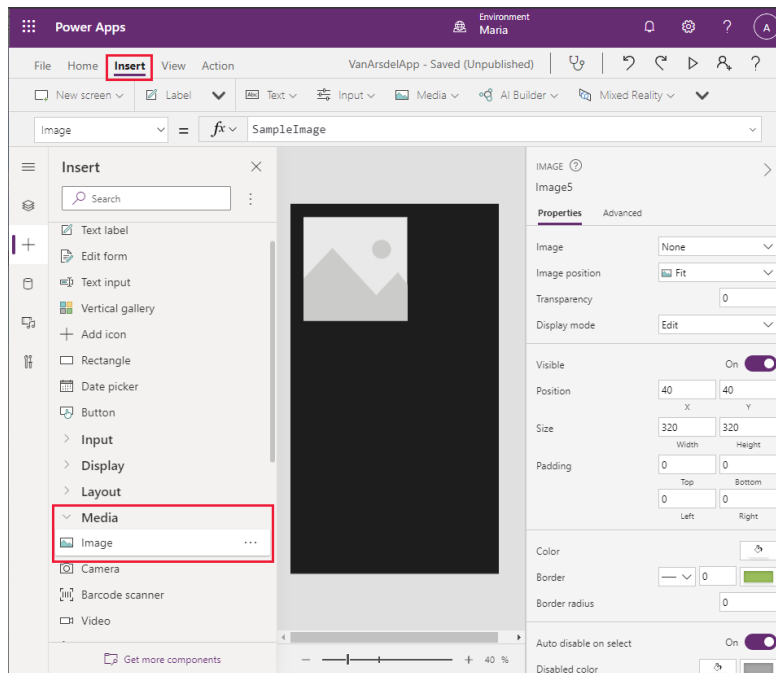 Power Apps
Environment
Maria
A
File Home Insert View Action VanArsdelApp - Saved (Unpublished)
New screen Label Abc Text Input Media AI Builder Mixed Reality
Image = fx SampleImage
Insert
Search
Text label
Edit form
Text input
Vertical gallery
Add icon
Rectangle
Date picker
Button
Input
Display
Layout
Media
Image ...
Camera
Barcode scanner
Video
Get more components
40 %
IMAGE
Image5
Properties Advanced
Image None
Image position Fit
Transparency 0
Display mode Edit
Visible On
Position 40 40
X Y
Size 320 320
Width Height
Padding 0 0
Top Bottom
0 0
Left Right
Color
Border 0
Border radius 0
Auto disable on select On
Disabled color